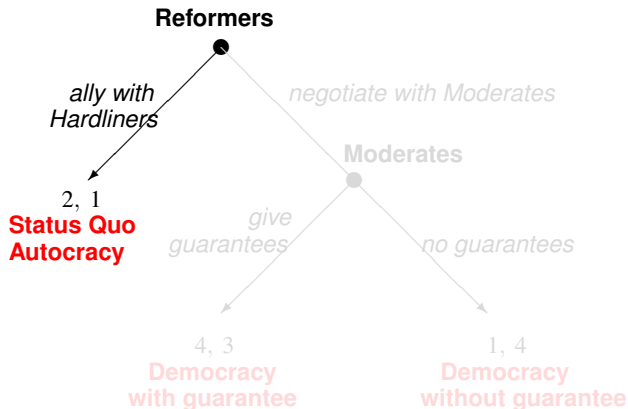 Reformers
ally with
Hardliners
negotiate with Moderates
Moderates
2, 1
Status Quo
Autocracy
give
guarantees
no guarantees
4, 3
Democracy
with guarantee
1, 4
Democracy
without guarantee